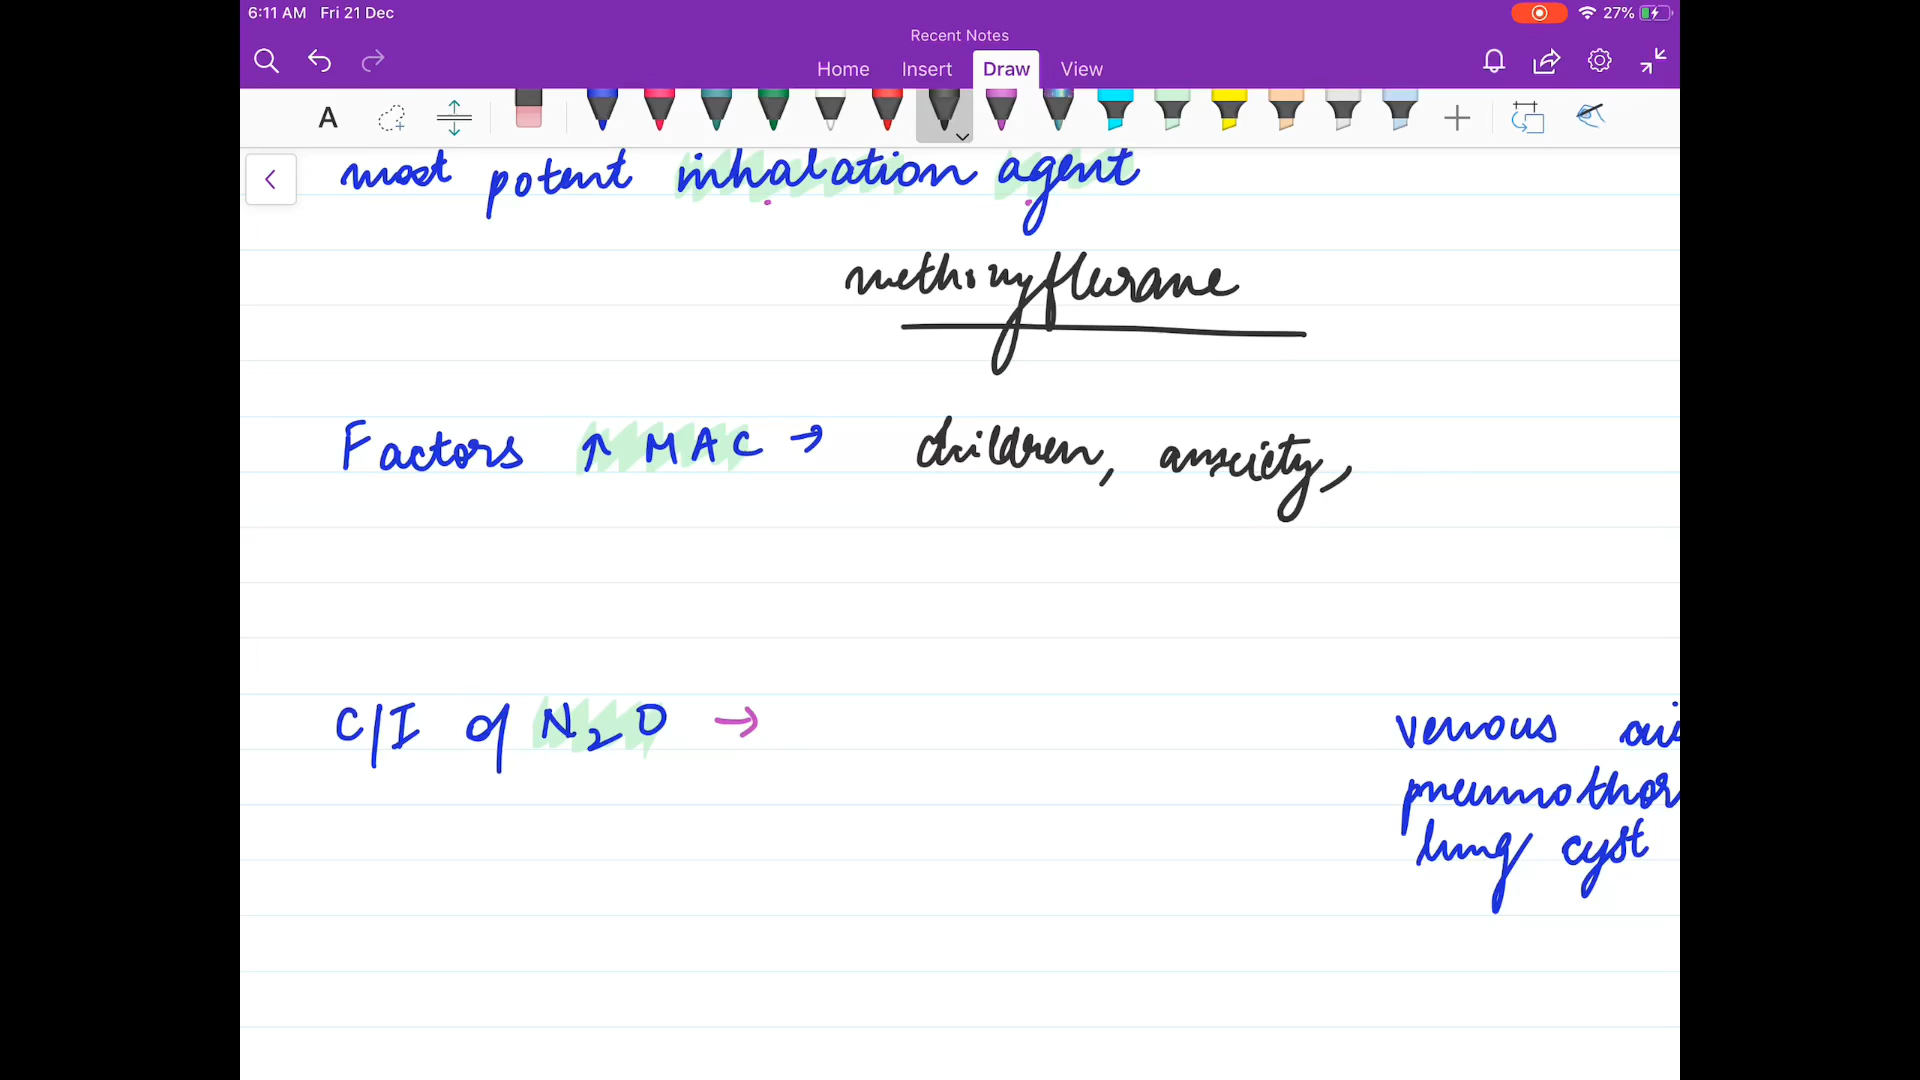 6:11 AM Fri 21 Dec 27%
Recent Notes
Home Insert Draw View
A
most potent inhalation agent
methoxyflurane
Factors ↑ MAC → children, anxiety,
C/I of N2O → venous
pneumothor
lung cyst